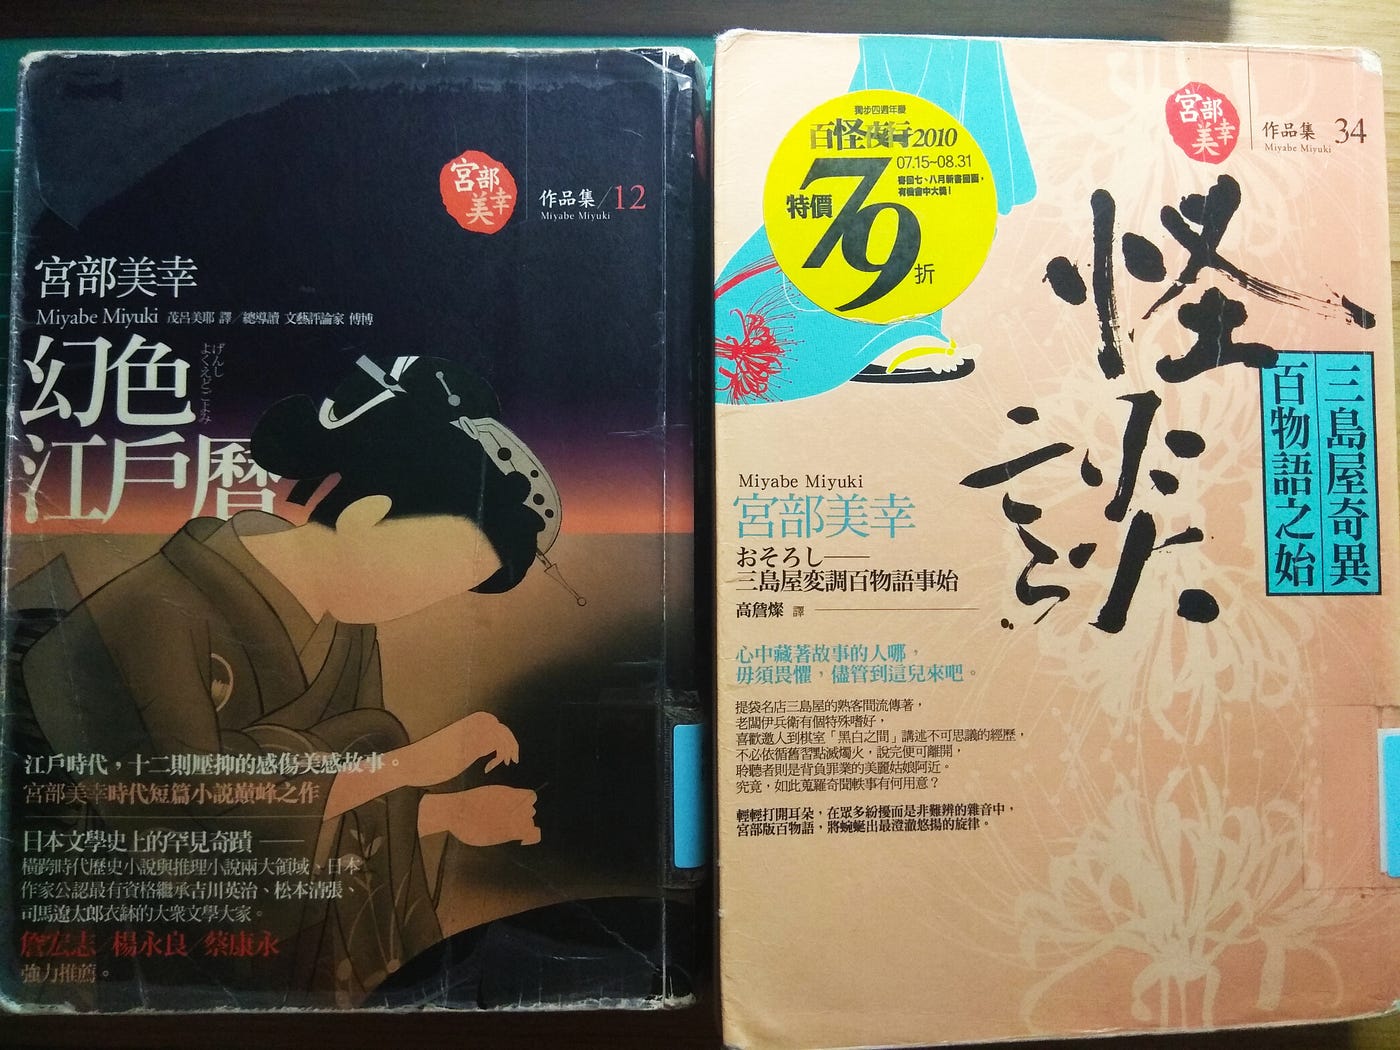 宮部
美幸
作品集/12
Miyabe Miyuki
宮部美幸
Miyabe Miyuki 茂呂美耶 譯/總導讀 文藝評論家 傅博
幻色
江戶曆
げんしよくえどごよみ
江戶時代，十二則壓抑的感傷美感故事。
宮部美幸時代短篇小說巔峰之作
日本文學史上的罕見奇蹟——
橫跨時代歷史小說與推理小說兩大領域、日本
作家公認最有資格繼承吉川英治、松本清張、
司馬遼太郎衣缽的大眾文學大家。
詹宏志/楊永良/蔡康永
強力推薦。
獨步四週年慶
百怪夜行2010
07.15~08.31
寄回七、八月新書回函，
有機會中大獎！
特價79折
宮部
美幸
作品集 34
Miyabe Miyuki
怪談
三島屋奇異
百物語之始
Miyabe Miyuki
宮部美幸
おそろし——
三島屋変調百物語事始
高詹燦 譯
心中藏著故事的人哪，
毋須畏懼，儘管到這兒來吧。
提袋名店三島屋的熟客間流傳著，
老闆伊兵衛有個特殊嗜好，
喜歡邀人到棋室「黑白之間」講述不可思議的經歷，
不必依循舊習點滅燭火，說完便可離開，
聆聽者則是背負罪業的美麗姑娘阿近。
究竟，如此蒐羅奇聞軼事有何用意？
輕輕打開耳朵，在眾多紛擾而是非難辨的雜音中，
宮部版百物語，將蜿蜒出最澄澈悠揚的旋律。